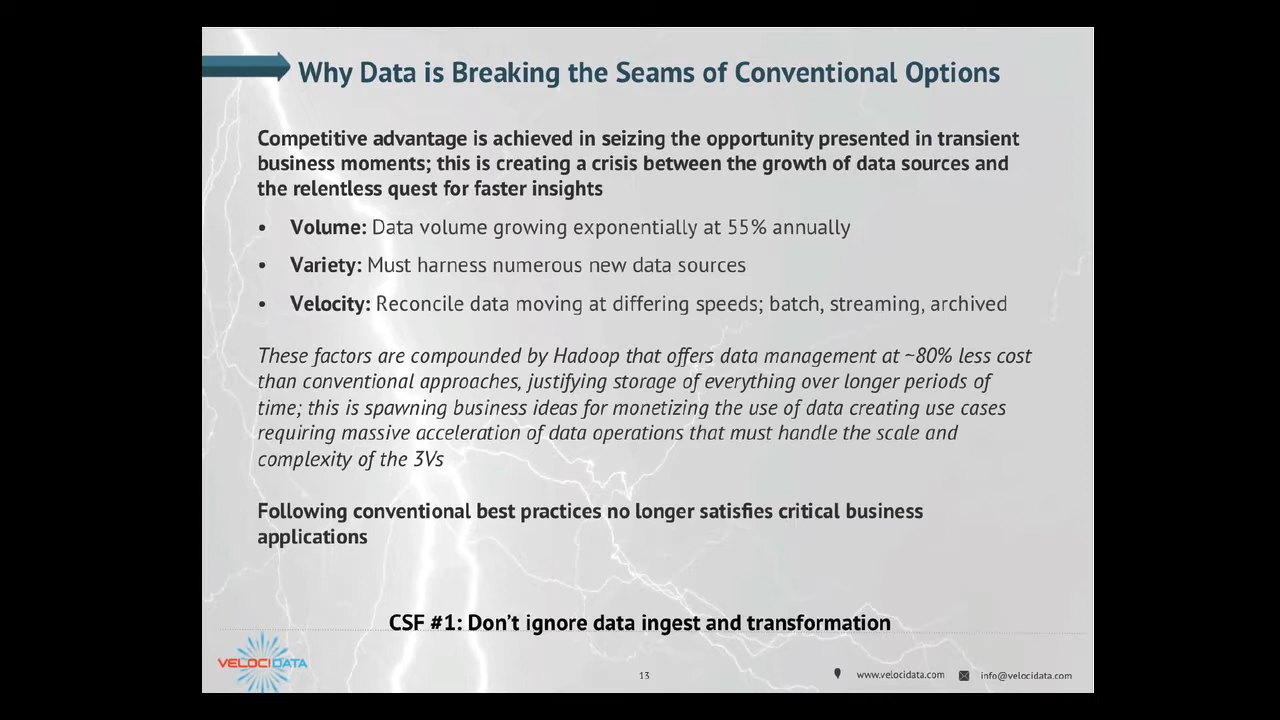 Why Data is Breaking the Seams of Conventional Options
Competitive advantage is achieved in seizing the opportunity presented in transient
business moments; this is creating a crisis between the growth of data sources and
the relentless quest for faster insights
• Volume: Data volume growing exponentially at 55% annually
• Variety: Must harness numerous new data sources
• Velocity: Reconcile data moving at differing speeds; batch, streaming, archived
These factors are compounded by Hadoop that offers data management at ~80% less cost
than conventional approaches, justifying storage of everything over longer periods of
time; this is spawning business ideas for monetizing the use of data creating use cases
requiring massive acceleration of data operations that must handle the scale and
complexity of the 3Vs
Following conventional best practices no longer satisfies critical business
applications
CSF #1: Don’t ignore data ingest and transformation
VELOCIDATA
13
www.velocidata.com
info@velocidata.com